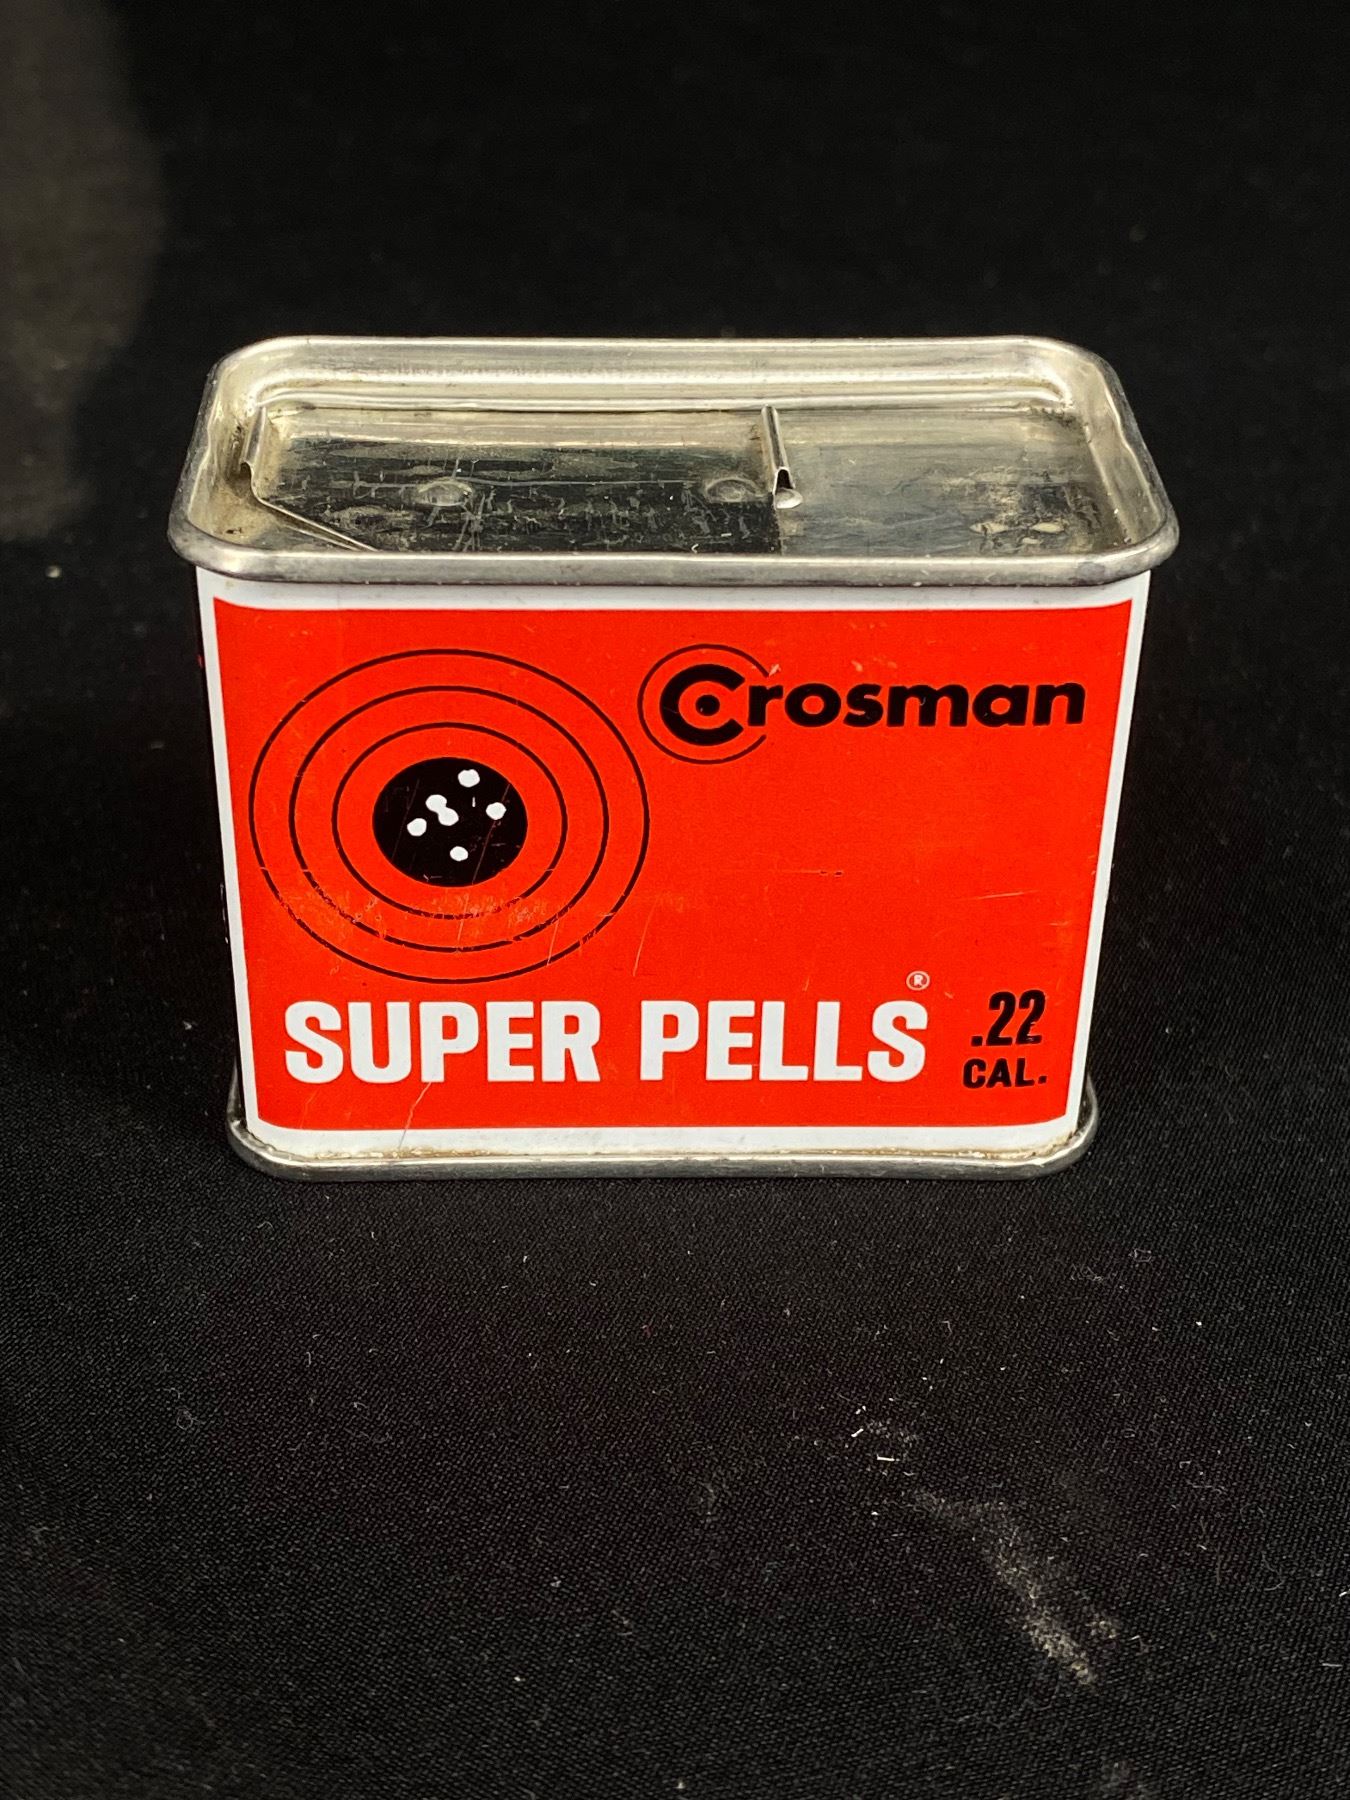 Crosman
SUPER PELLS® .22
CAL.